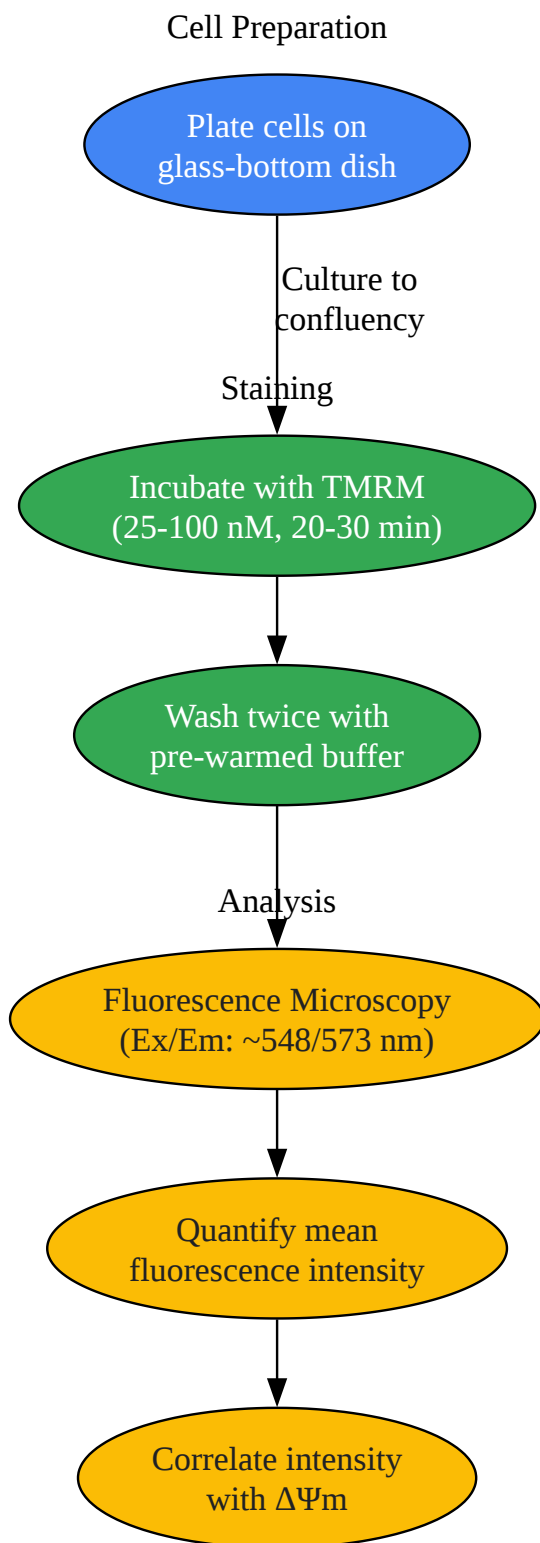 Cell Preparation
Plate cells on
glass-bottom dish
Culture to
confluency
Staining
Incubate with TMRM
(25-100 nM, 20-30 min)
Wash twice with
pre-warmed buffer
Analysis
Fluorescence Microscopy
(Ex/Em: ~548/573 nm)
Quantify mean
fluorescence intensity
Correlate intensity
with ΔΨm